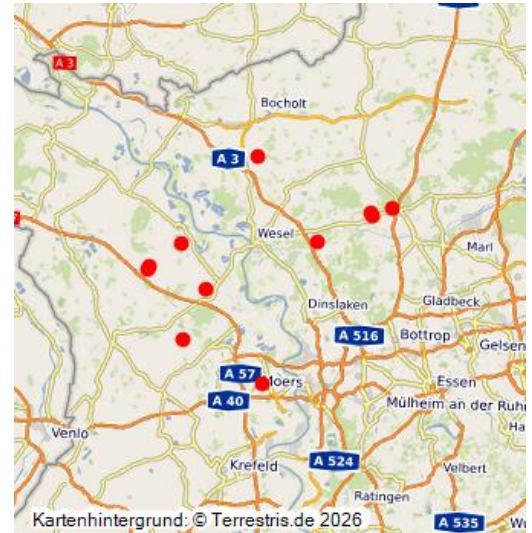 A 3
Bocholt
A 3
Wesel
Marl
Dinslaken
Gladbeck
A 516
Bottrop
Gelsen
A 57
Moers
Essen
A 40
Mülheim an der Ruhr
Venlo
Krefeld
A 524
Velbert
Ratingen
Kartenhintergrund: © Terrestris.de 2026
A 535